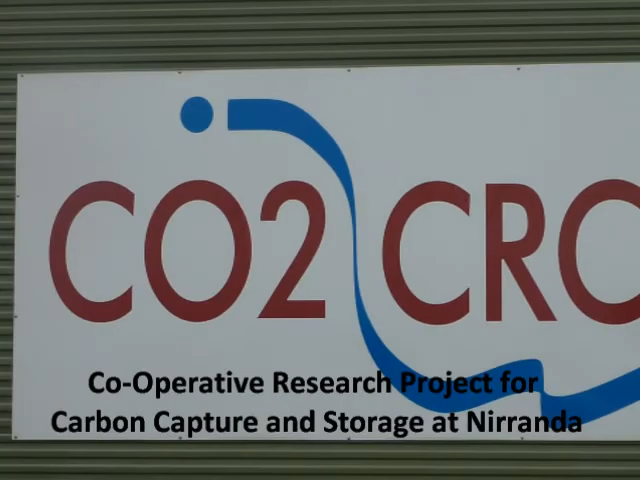 CO2 CRC
Co-Operative Research Project for
Carbon Capture and Storage at Nirranda